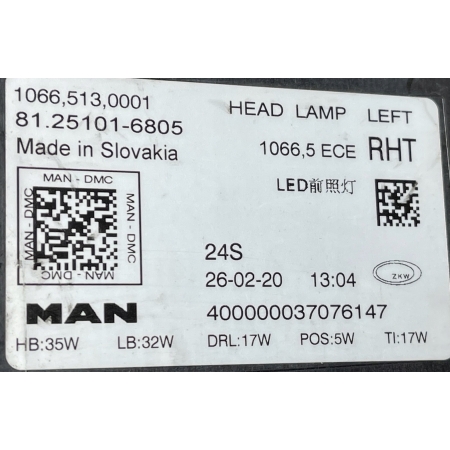 1066,513,0001
HEAD LAMP LEFT
81.25101-6805
1066,5 ECE RHT
Made in Slovakia
LED前照灯
MAN - DMC
MAN - DMC
MAN - DMC
MAN - DMC
24S
26-02-20 13:04
ZKW
MAN
400000037076147
HB:35W LB:32W DRL:17W POS:5W TI:17W